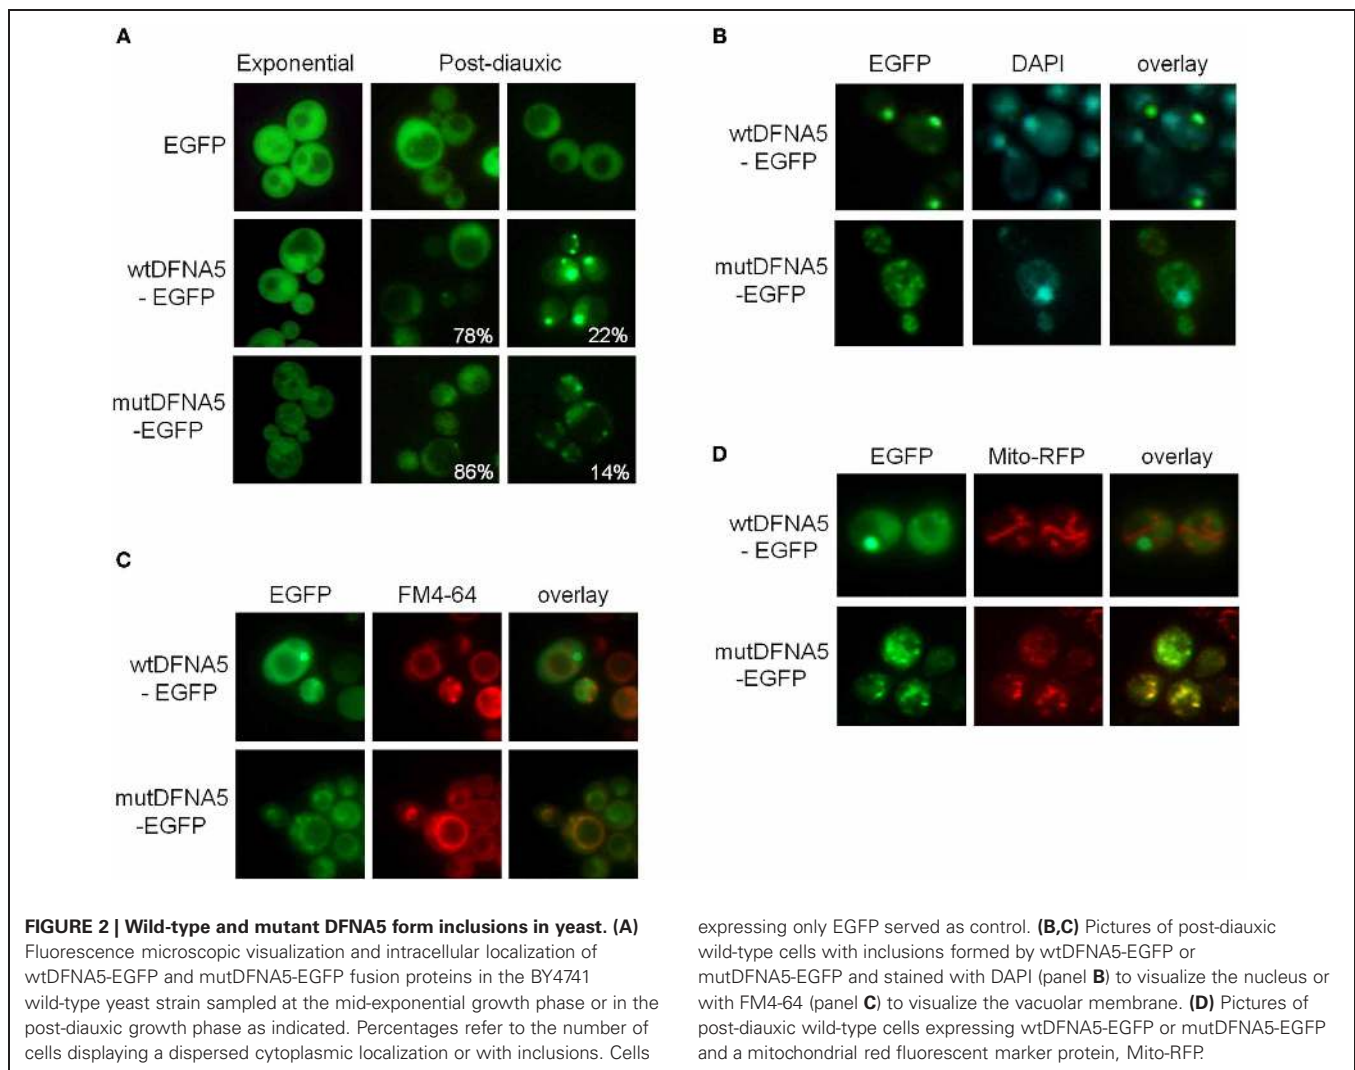 A
Exponential Post-diauxic
EGFP
wtDFNA5
- EGFP
78% 22%
mutDFNA5
-EGFP
86% 14%
B
EGFP DAPI overlay
wtDFNA5
- EGFP
mutDFNA5
-EGFP
C
EGFP FM4-64 overlay
wtDFNA5
- EGFP
mutDFNA5
-EGFP
D
EGFP Mito-RFP overlay
wtDFNA5
- EGFP
mutDFNA5
-EGFP
FIGURE 2 | Wild-type and mutant DFNA5 form inclusions in yeast. (A)
Fluorescence microscopic visualization and intracellular localization of
wtDFNA5-EGFP and mutDFNA5-EGFP fusion proteins in the BY4741
wild-type yeast strain sampled at the mid-exponential growth phase or in the
post-diauxic growth phase as indicated. Percentages refer to the number of
cells displaying a dispersed cytoplasmic localization or with inclusions. Cells
expressing only EGFP served as control. (B,C) Pictures of post-diauxic
wild-type cells with inclusions formed by wtDFNA5-EGFP or
mutDFNA5-EGFP and stained with DAPI (panel B) to visualize the nucleus or
with FM4-64 (panel C) to visualize the vacuolar membrane. (D) Pictures of
post-diauxic wild-type cells expressing wtDFNA5-EGFP or mutDFNA5-EGFP
and a mitochondrial red fluorescent marker protein, Mito-RFP.